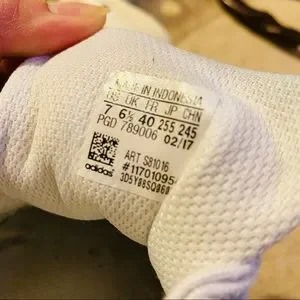 MADE IN INDONESIA
US UK FR JP CHN
7 6½ 40 255 245
PGD 789006 02/17
ART S81016
#11701095
adidas